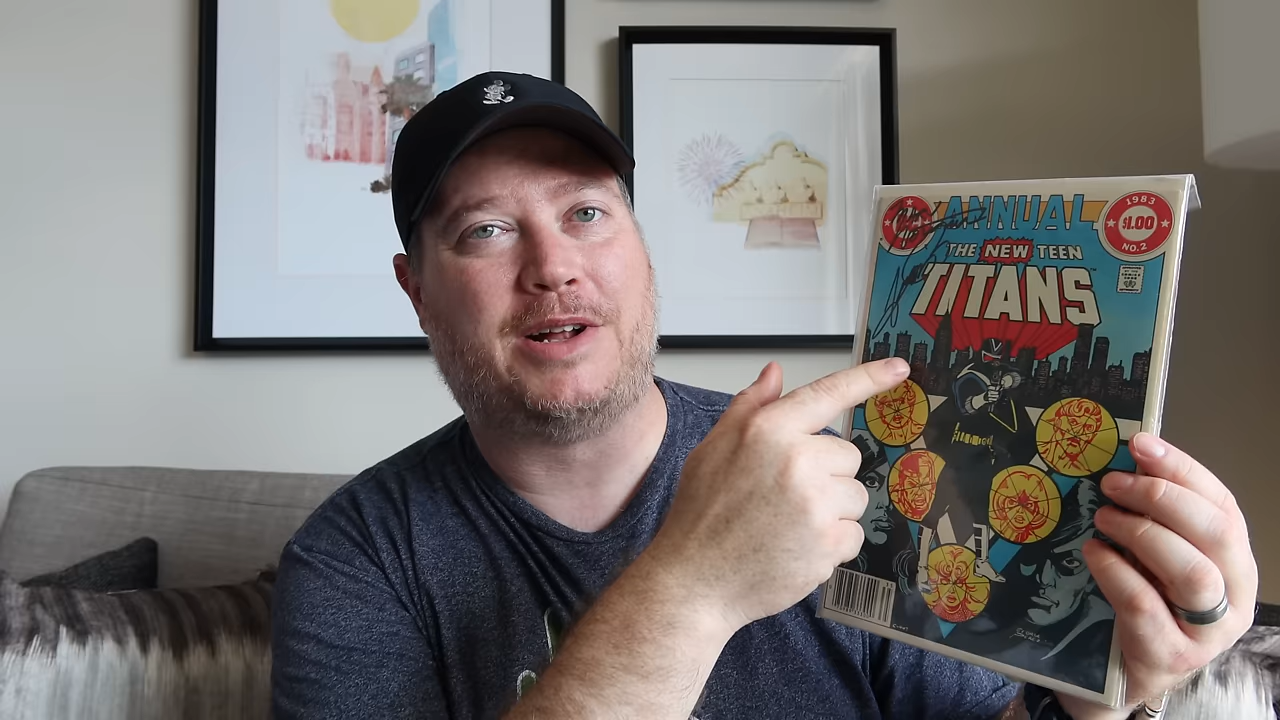 ANNUAL
1983
$1.00
NO. 2
THE NEW TEEN
TITANS